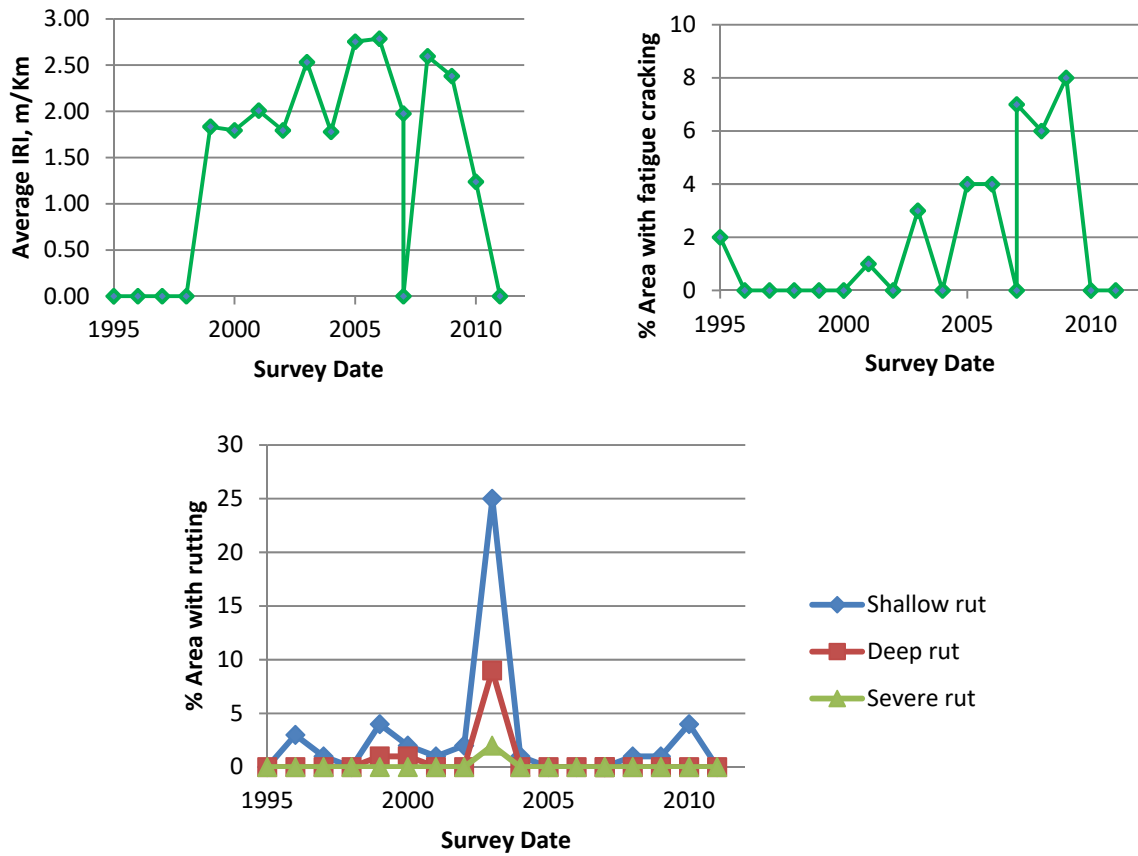 3.00
2.50
2.00
1.50
1.00
0.50
0.00
Average IRI, m/Km
1995 2000 2005 2010
Survey Date
10
8
6
4
2
0
% Area with fatigue cracking
1995 2000 2005 2010
Survey Date
30
25
20
15
10
5
0
% Area with rutting
1995 2000 2005 2010
Survey Date
Shallow rut
Deep rut
Severe rut